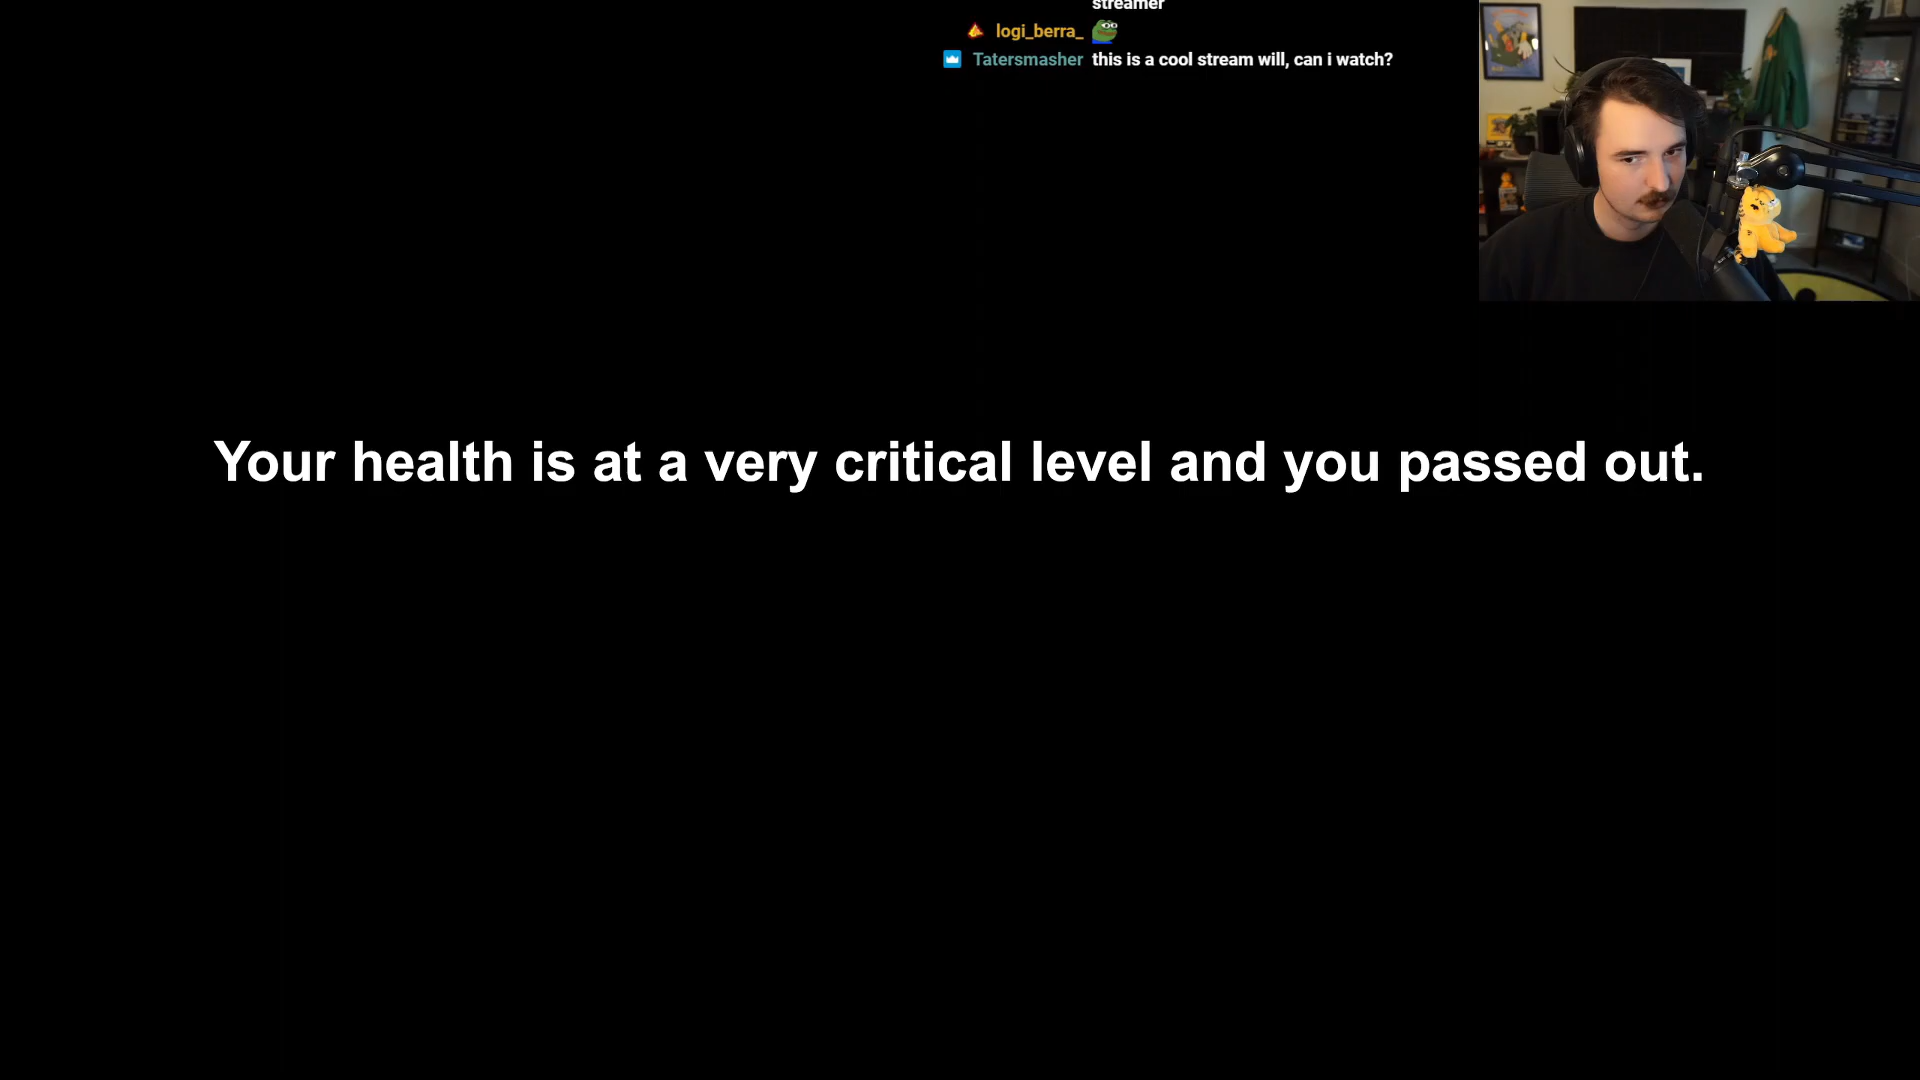 streamer
logi_berra_
Tatersmasher this is a cool stream will, can i watch?
Your health is at a very critical level and you passed out.